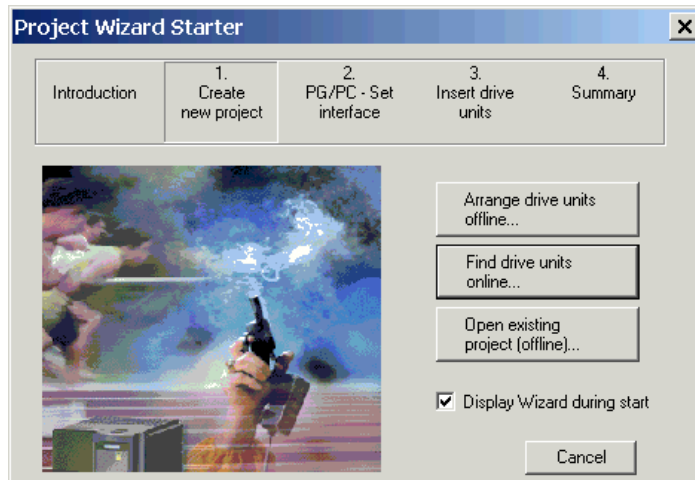 Project Wizard Starter
Introduction
1.
Create
new project
2.
PG/PC - Set
interface
3.
Insert drive
units
4.
Summary
Arrange drive units
offline...
Find drive units
online...
Open existing
project (offline)...
Display Wizard during start
Cancel